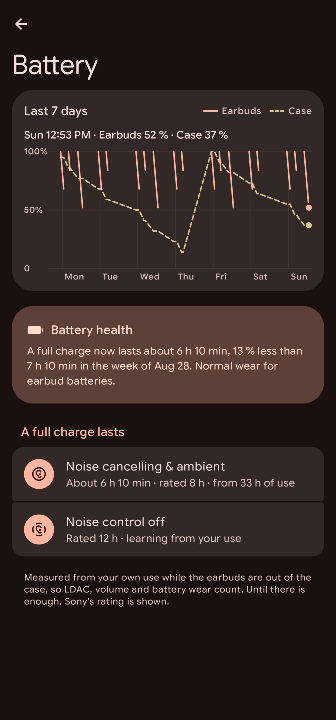 Battery
Last 7 days
Earbuds
Case
Sun 12:53 PM · Earbuds 52 % · Case 37 %
100%
50%
0
Mon Tue Wed Thu Fri Sat Sun
Battery health
A full charge now lasts about 6 h 10 min, 13 % less than
7 h 10 min in the week of Aug 28. Normal wear for
earbud batteries.
A full charge lasts
Noise cancelling & ambient
About 6 h 10 min · rated 8 h · from 33 h of use
Noise control off
Rated 12 h · learning from your use
Measured from your own use while the earbuds are out of the
case, so LDAC, volume and battery wear count. Until there is
enough, Sony's rating is shown.